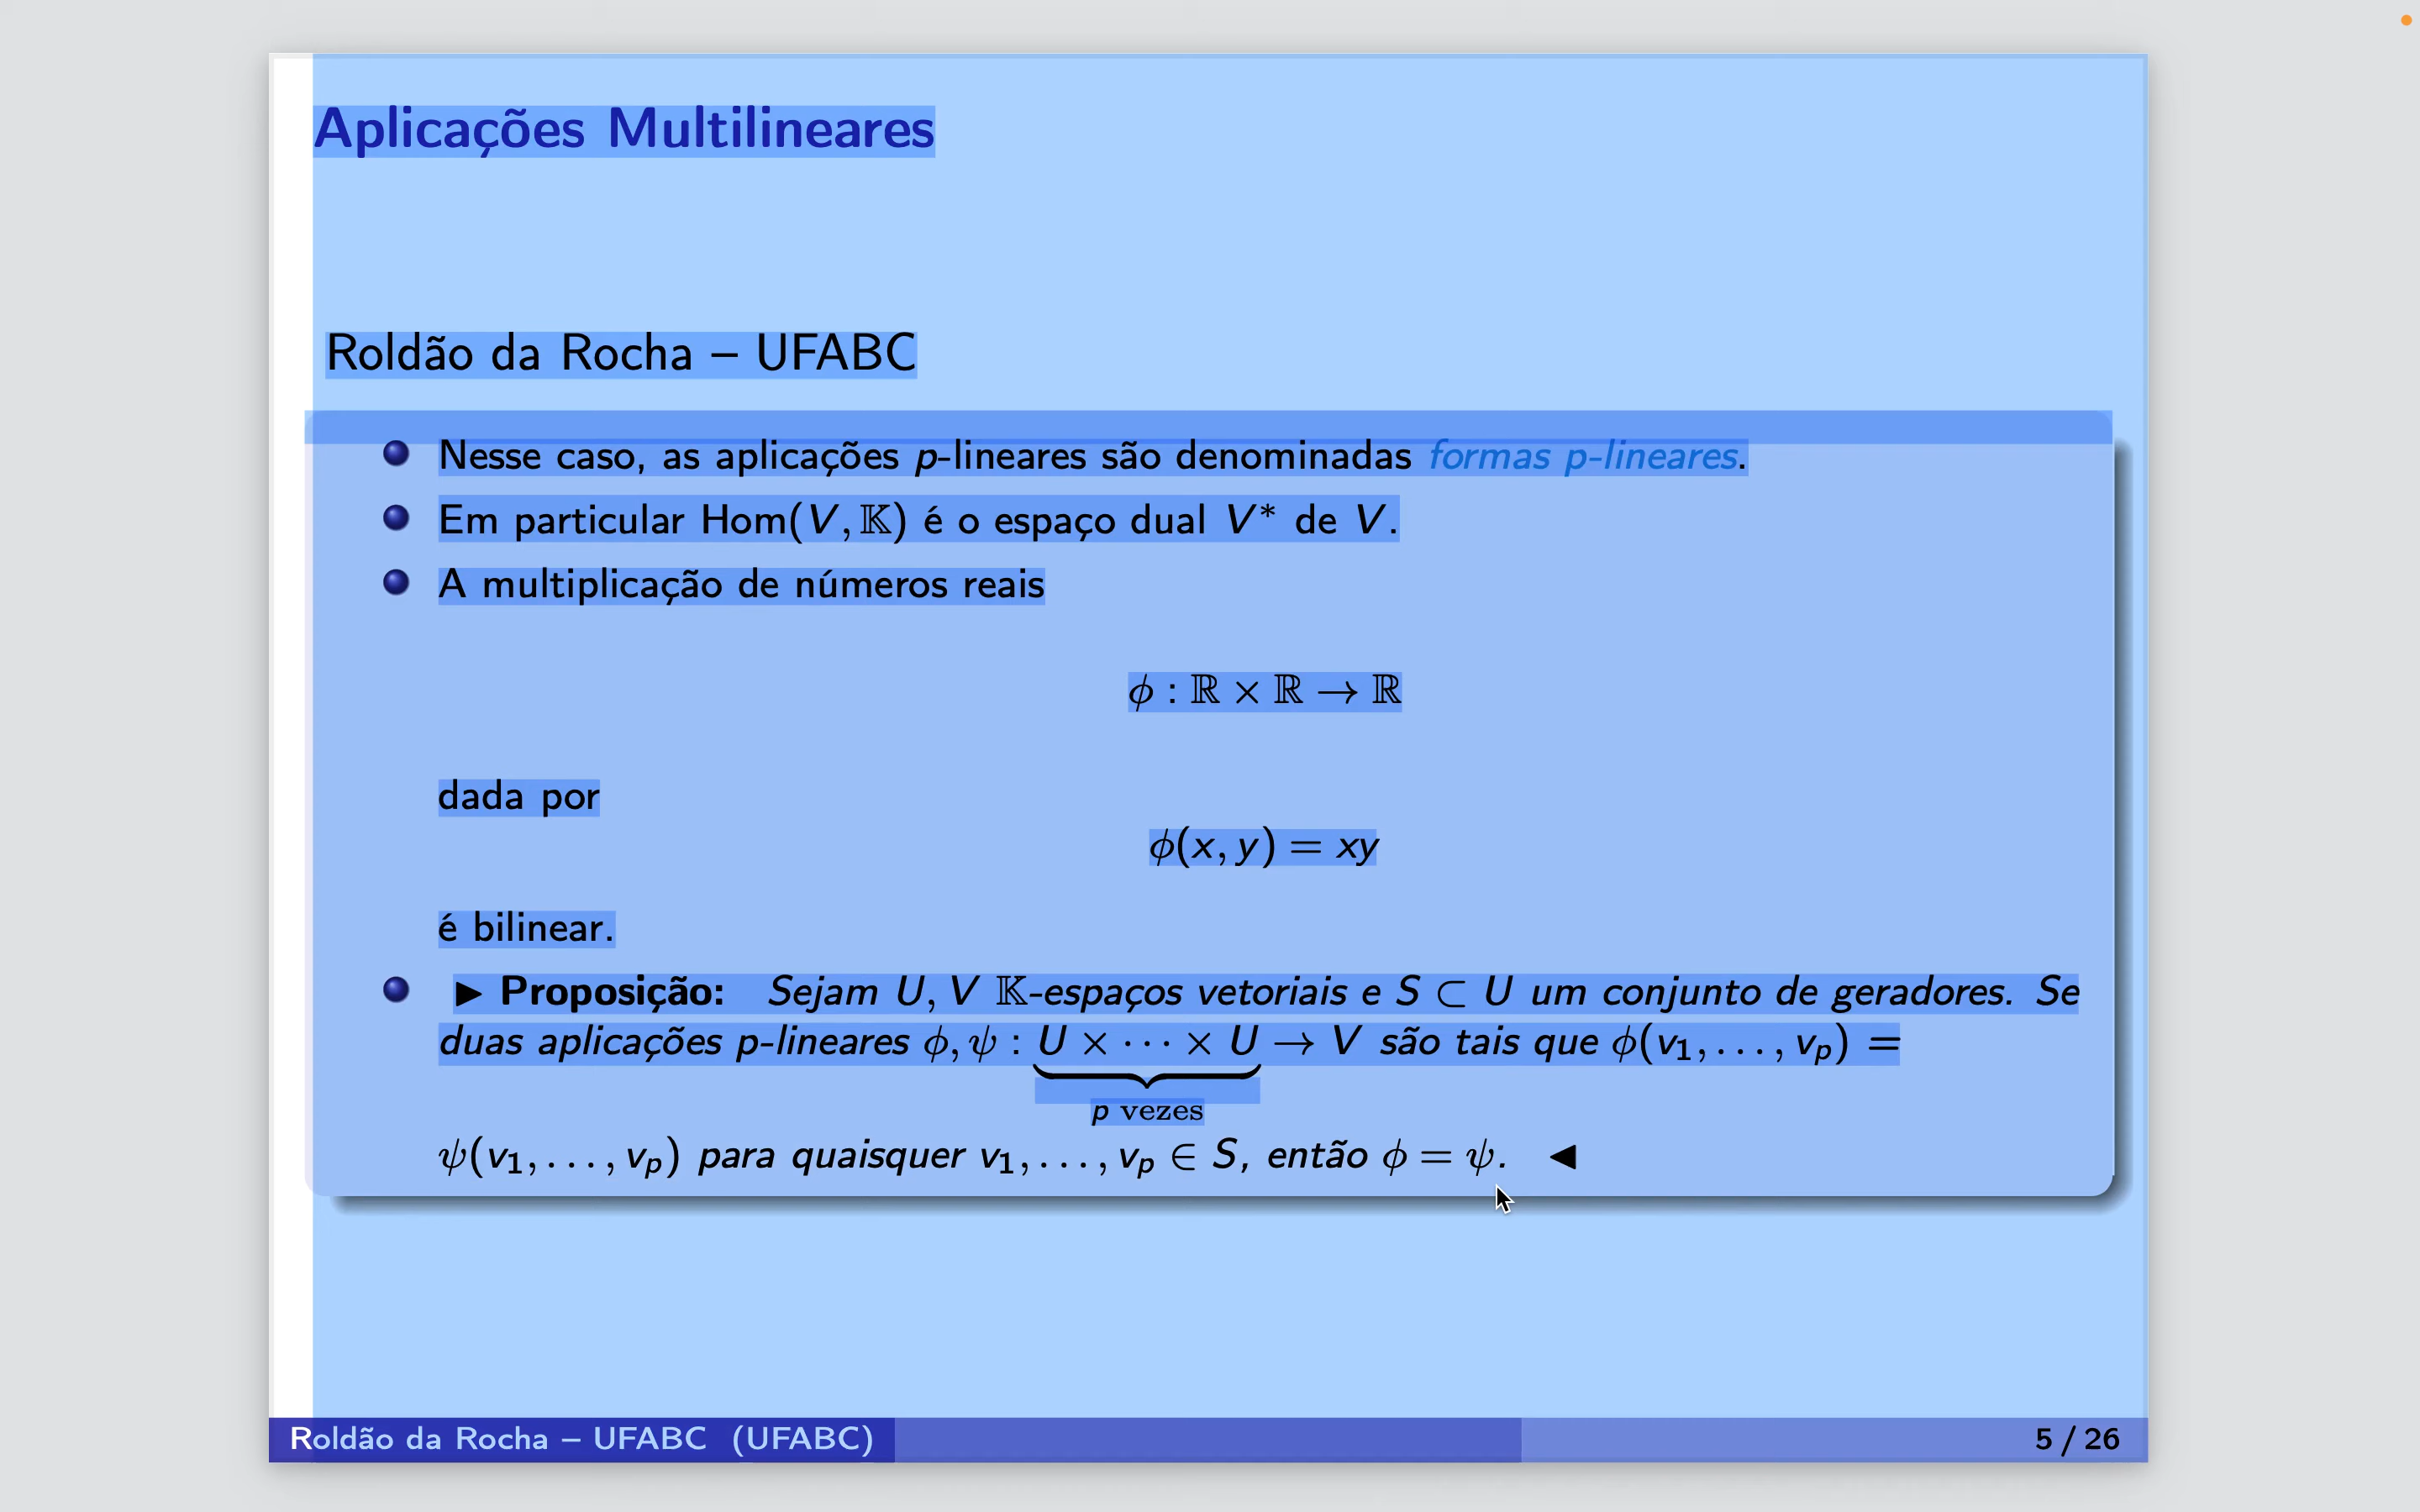 Aplicações Multilineares
Roldão da Rocha – UFABC
Nesse caso, as aplicações p-lineares são denominadas formas p-lineares.
Em particular Hom(V, 𝕂) é o espaço dual V* de V.
A multiplicação de números reais
ϕ : ℝ × ℝ → ℝ
dada por
ϕ(x, y) = xy
é bilinear.
► Proposição: Sejam U, V 𝕂-espaços vetoriais e S ⊂ U um conjunto de geradores. Se
duas aplicações p-lineares ϕ, ψ : U × ··· × U → V são tais que ϕ(v₁, . . . , vₚ) =
p vezes
ψ(v₁, . . . , vₚ) para quaisquer v₁, . . . , vₚ ∈ S, então ϕ = ψ. ◄
Roldão da Rocha – UFABC (UFABC)
5 / 26